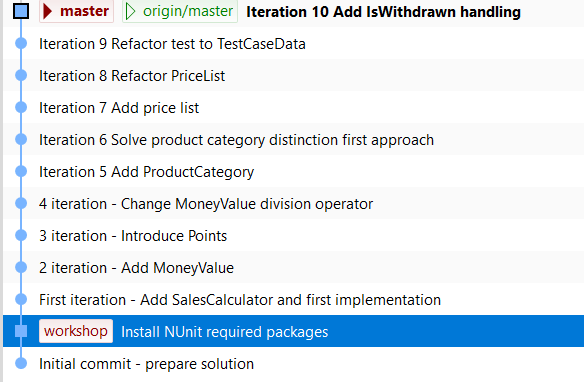 master origin/master Iteration 10 Add IsWithdrawn handling
Iteration 9 Refactor test to TestCaseData
Iteration 8 Refactor PriceList
Iteration 7 Add price list
Iteration 6 Solve product category distinction first approach
Iteration 5 Add ProductCategory
4 iteration - Change MoneyValue division operator
3 iteration - Introduce Points
2 iteration - Add MoneyValue
First iteration - Add SalesCalculator and first implementation
workshop Install NUnit required packages
Initial commit - prepare solution